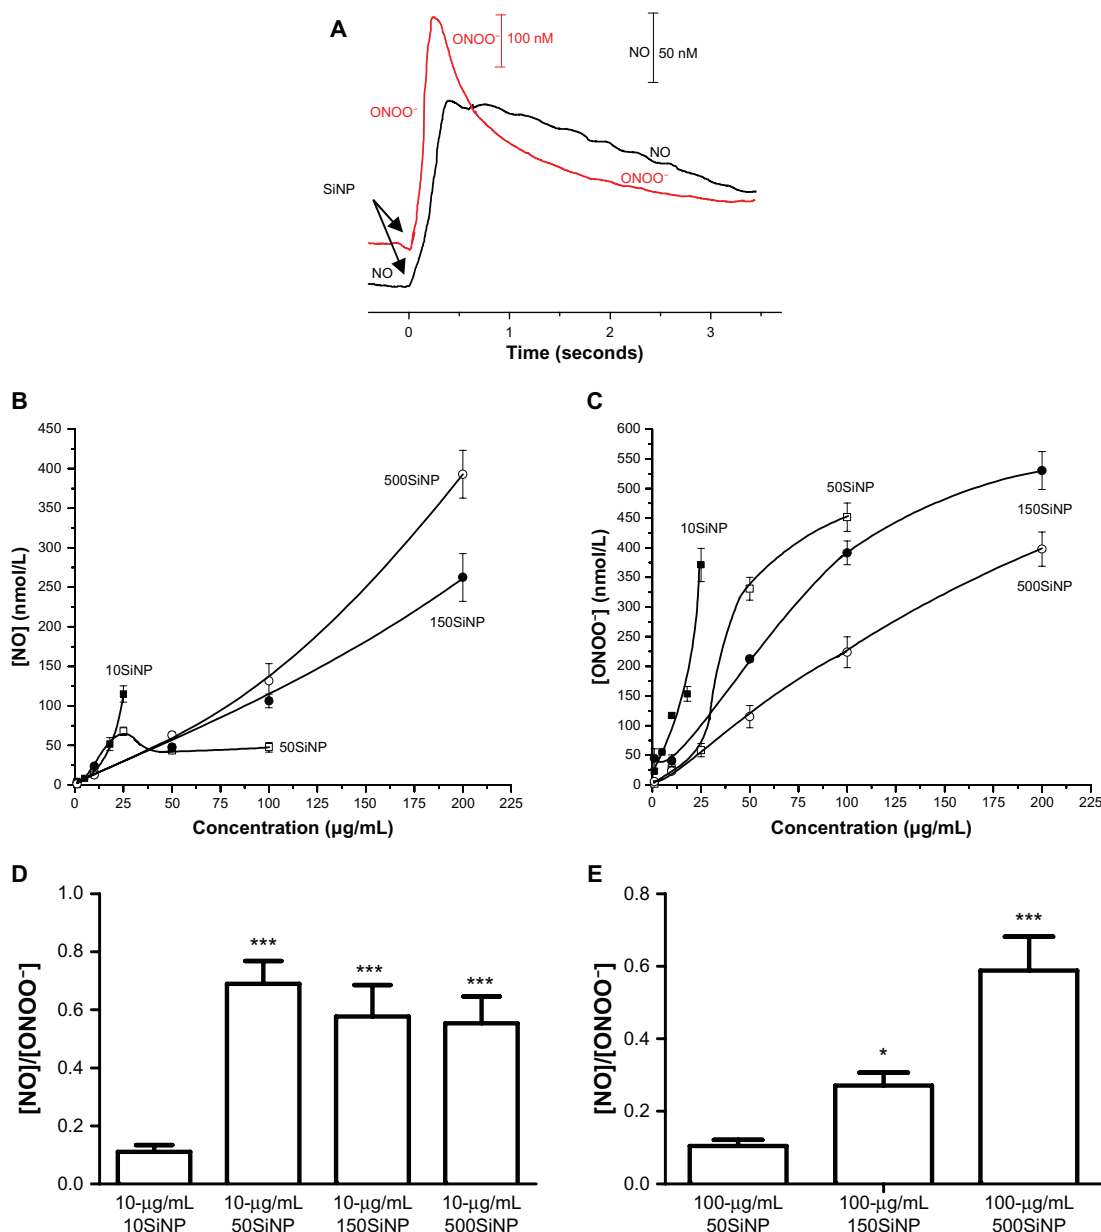 A
ONOO⁻ 100 nM
NO 50 nM
ONOO⁻
NO
ONOO⁻
SiNP
NO
0 1 2 3
Time (seconds)
B
[NO] (nmol/L)
450
400
350
300
250
200
150
100
50
0
500SiNP
150SiNP
10SiNP
50SiNP
0 25 50 75 100 125 150 175 200 225
Concentration (µg/mL)
C
[ONOO⁻] (nmol/L)
600
550
500
450
400
350
300
250
200
150
100
50
0
50SiNP
10SiNP
150SiNP
500SiNP
0 25 50 75 100 125 150 175 200 225
Concentration (µg/mL)
D
[NO]/[ONOO⁻]
1.0
0.8
0.6
0.4
0.2
0.0
*** *** ***
10-µg/mL 10-µg/mL 10-µg/mL 10-µg/mL
10SiNP 50SiNP 150SiNP 500SiNP
E
[NO]/[ONOO⁻]
0.8
0.6
0.4
0.2
0.0
* ***
100-µg/mL 100-µg/mL 100-µg/mL
50SiNP 150SiNP 500SiNP